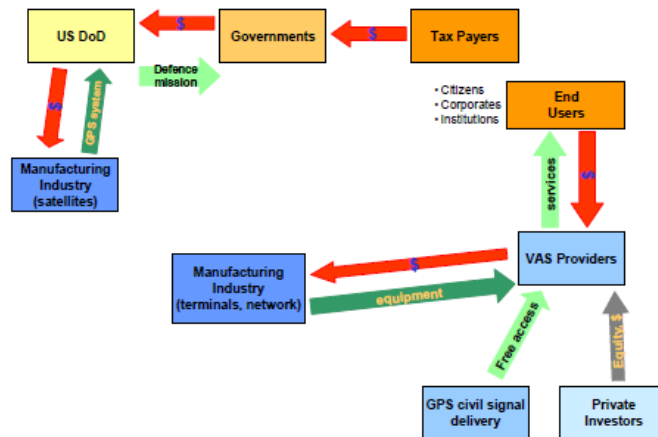 US DoD
$
Governments
$
Tax Payers
Defence
mission
$
GPS system
• Citizens
• Corporates
• Institutions
End
Users
Manufacturing
Industry
(satellites)
services
$
VAS Providers
$
Manufacturing
Industry
(terminals, network)
equipment
Free access
Equity, $
GPS civil signal
delivery
Private
Investors